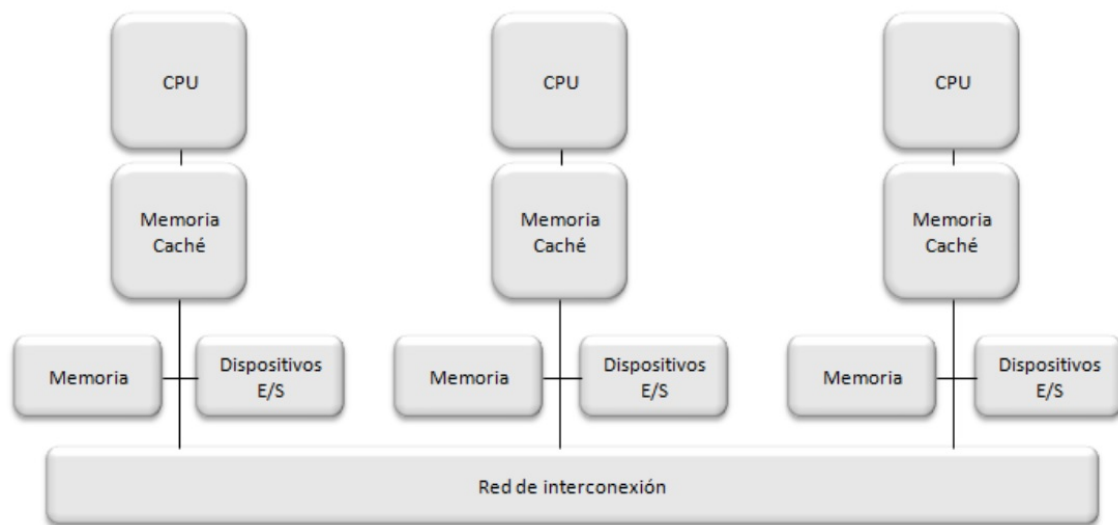 CPU
CPU
CPU
Memoria
Caché
Memoria
Caché
Memoria
Caché
Memoria
Dispositivos
E/S
Memoria
Dispositivos
E/S
Memoria
Dispositivos
E/S
Red de interconexión